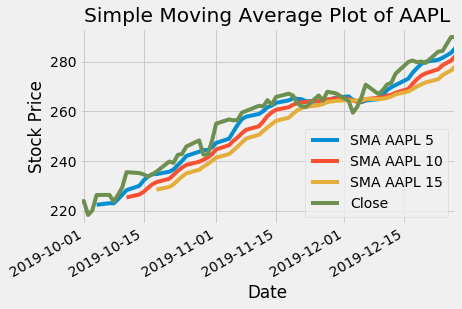 Simple Moving Average Plot of AAPL
Stock Price
280
260
240
220
SMA AAPL 5
SMA AAPL 10
SMA AAPL 15
Close
2019-10-01
2019-10-15
2019-11-01
2019-11-15
2019-12-01
2019-12-15
Date